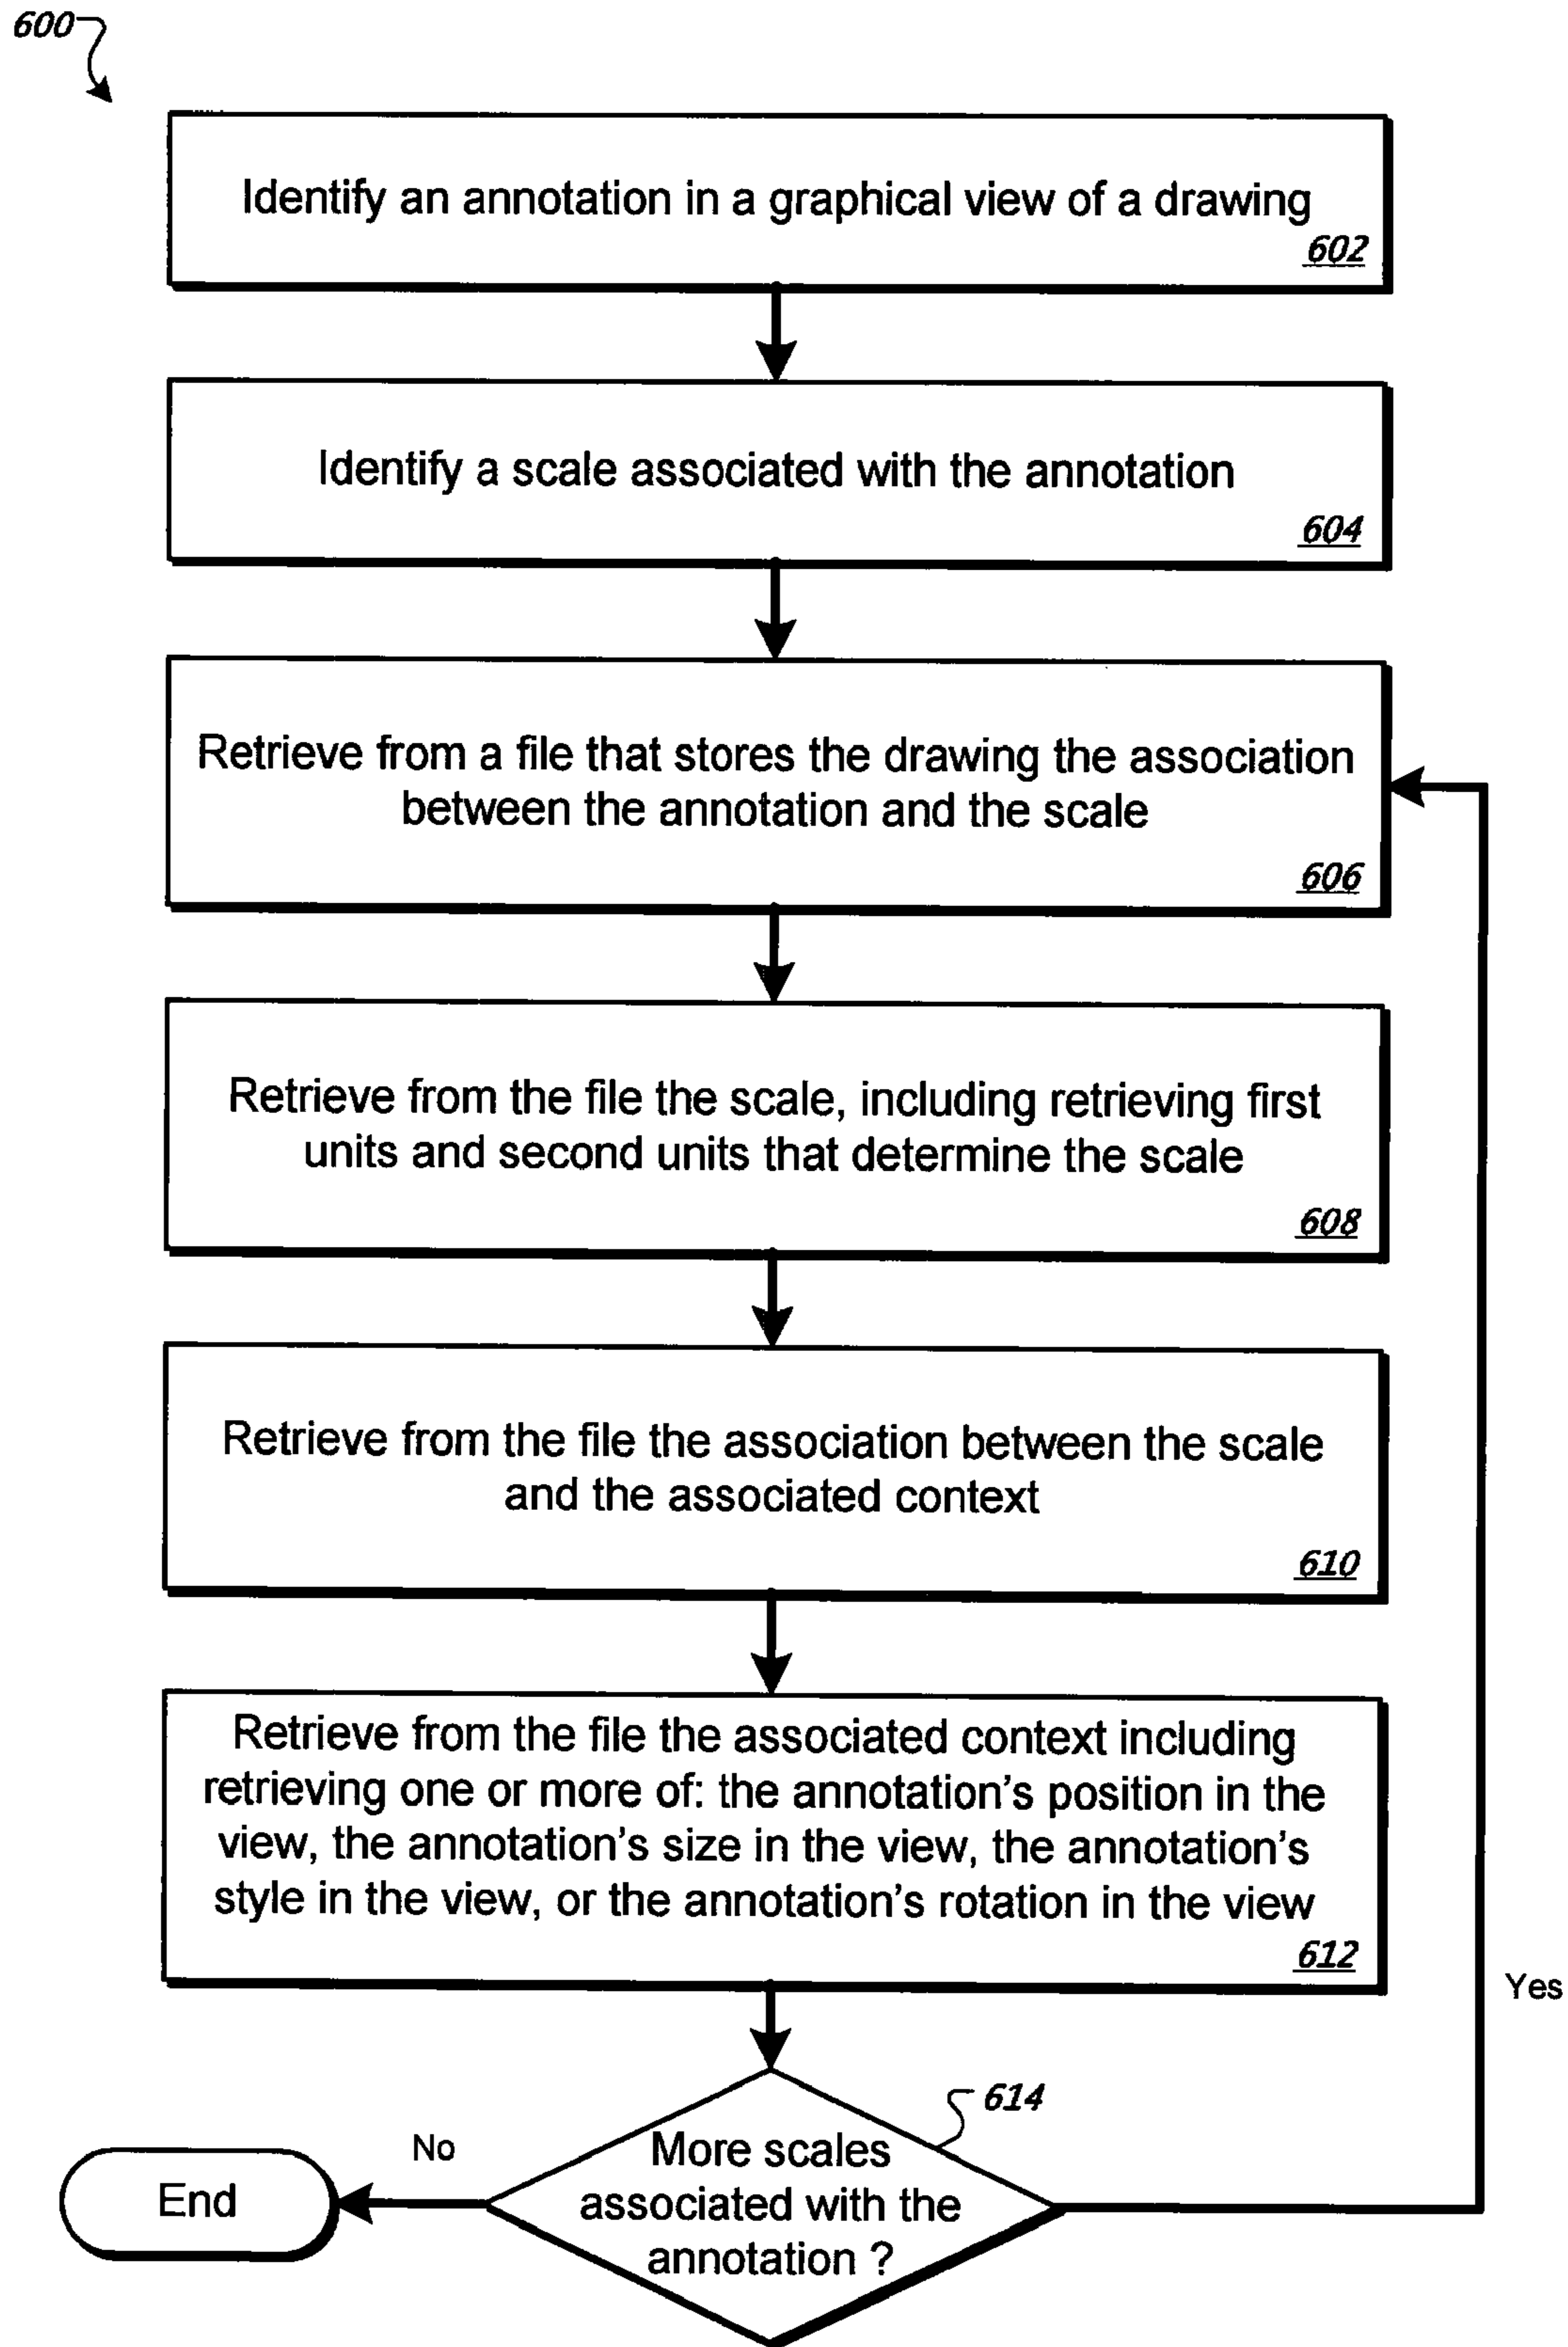 600
Identify an annotation in a graphical view of a drawing
602
Identify a scale associated with the annotation
604
Retrieve from a file that stores the drawing the association
between the annotation and the scale
606
Retrieve from the file the scale, including retrieving first
units and second units that determine the scale
608
Retrieve from the file the association between the scale
and the associated context
610
Retrieve from the file the associated context including
retrieving one or more of: the annotation's position in the
view, the annotation's size in the view, the annotation's
style in the view, or the annotation's rotation in the view
612
Yes
614
No
More scales
associated with the
annotation ?
End